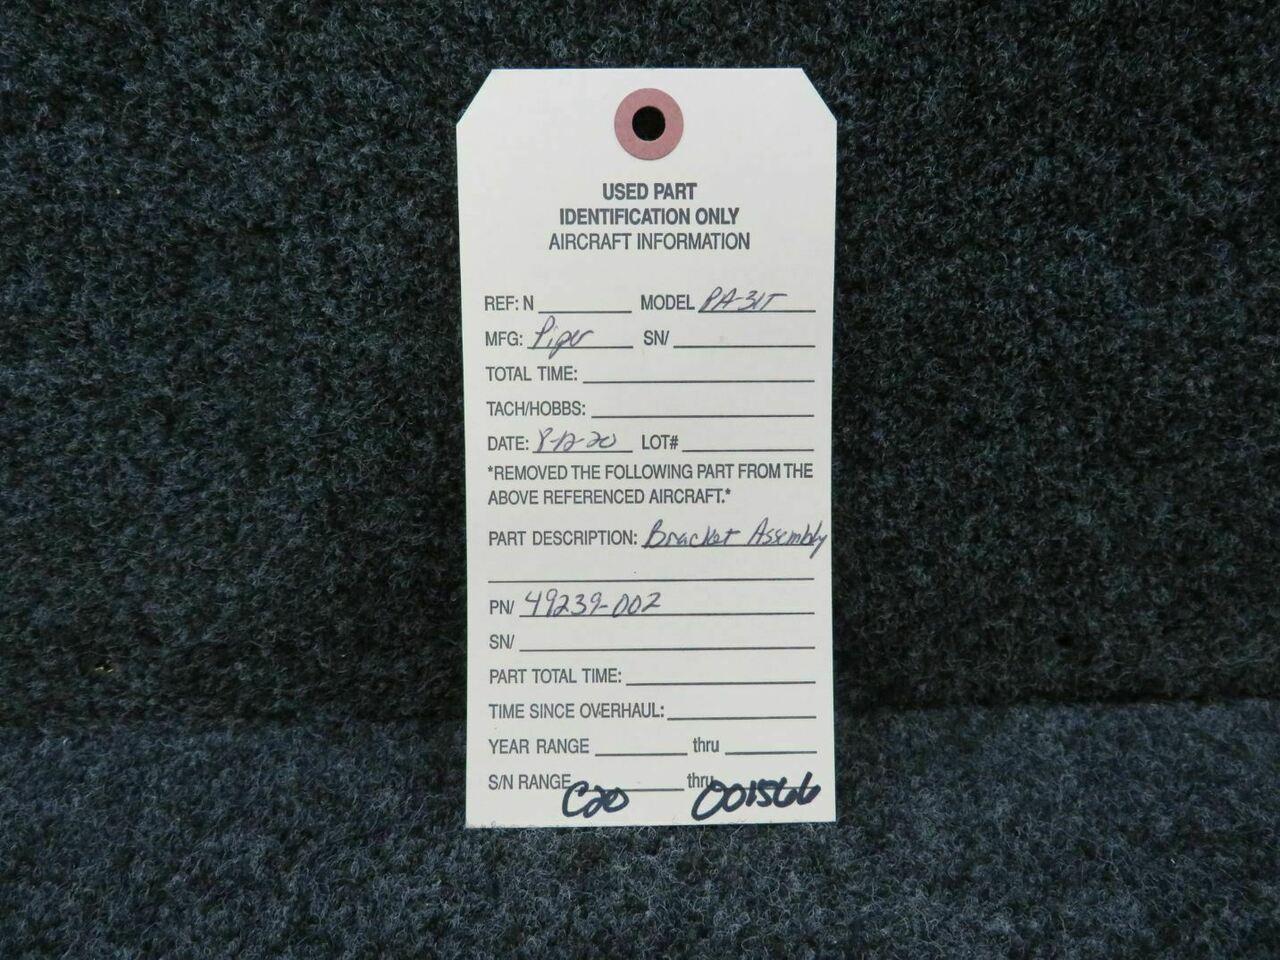 USED PART
IDENTIFICATION ONLY
AIRCRAFT INFORMATION
REF: N MODEL PA-31T
MFG: Piper SN/
TOTAL TIME:
TACH/HOBBS:
DATE: 8-12-20 LOT#
*REMOVED THE FOLLOWING PART FROM THE
ABOVE REFERENCED AIRCRAFT.*
PART DESCRIPTION: Bracket Assembly
PN/ 49239-002
SN/
PART TOTAL TIME:
TIME SINCE OVERHAUL:
YEAR RANGE thru
S/N RANGE thru
C20 001566